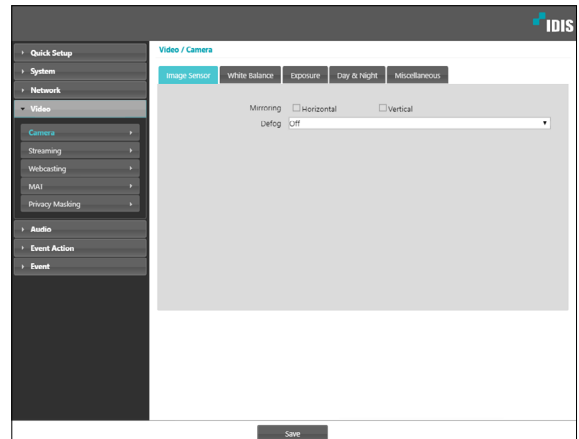 IDIS
Quick Setup
System
Network
Video
Camera
Streaming
Webcasting
MAT
Privacy Masking
Audio
Event Action
Event
Video / Camera
Image Sensor White Balance Exposure Day & Night Miscellaneous
Mirroring Horizontal Vertical
Defog Off
Save